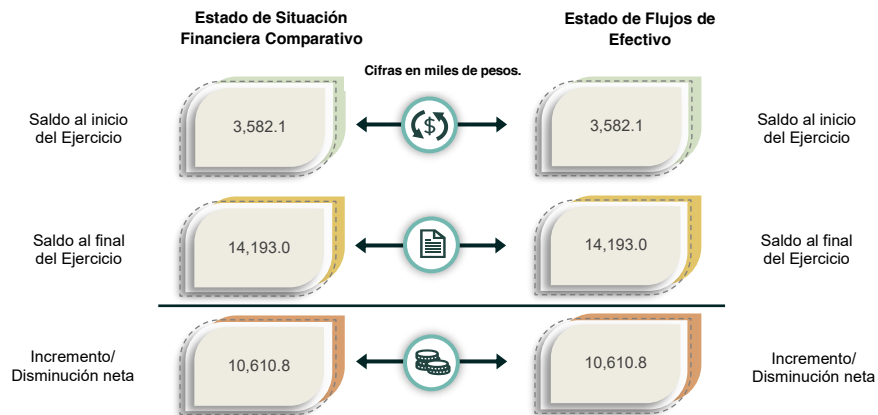 Estado de Situación
Financiera Comparativo
Estado de Flujos de
Efectivo
Cifras en miles de pesos.
Saldo al inicio
del Ejercicio
3,582.1
$
3,582.1
Saldo al inicio
del Ejercicio
Saldo al final
del Ejercicio
14,193.0
14,193.0
Saldo al final
del Ejercicio
Incremento/
Disminución neta
10,610.8
10,610.8
Incremento/
Disminución neta